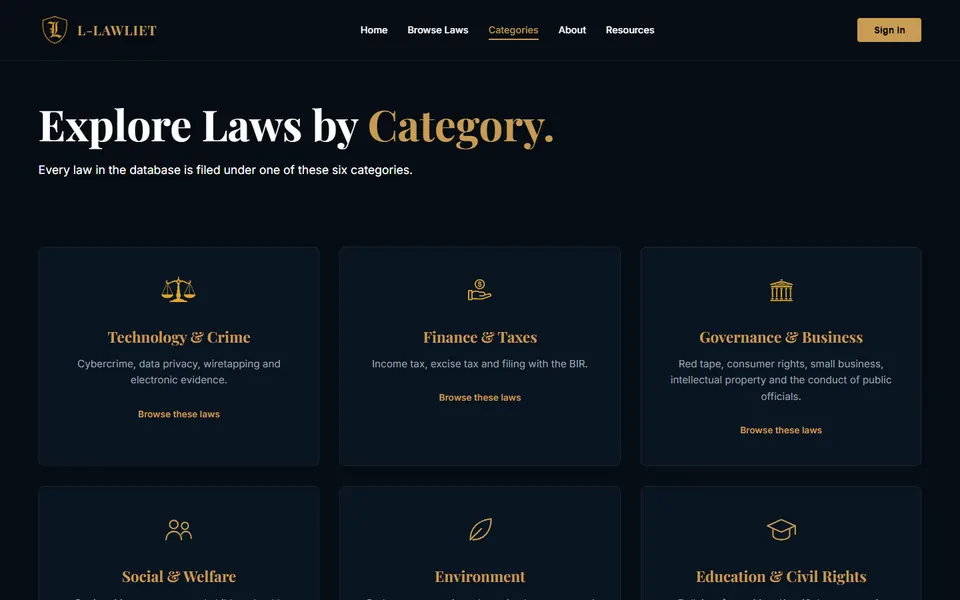 L-LAWLIET
Home
Browse Laws
Categories
About
Resources
Sign In
Explore Laws by Category.
Every law in the database is filed under one of these six categories.
Technology & Crime
Cybercrime, data privacy, wiretapping and
electronic evidence.
Browse these laws
Finance & Taxes
Income tax, excise tax and filing with the BIR.
Browse these laws
Governance & Business
Red tape, consumer rights, small business,
intellectual property and the conduct of public
officials.
Browse these laws
Social & Welfare
Environment
Education & Civil Rights